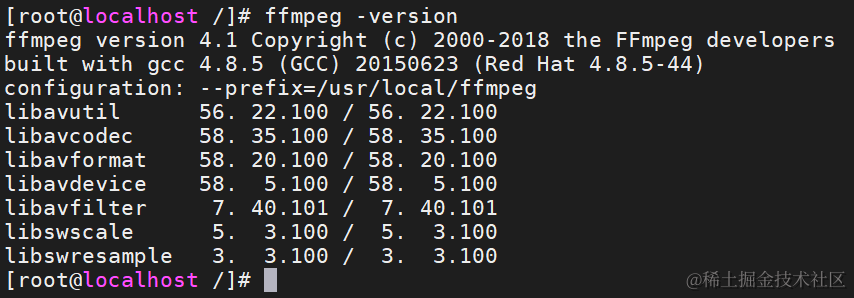 [root@localhost /]# ffmpeg -version
ffmpeg version 4.1 Copyright (c) 2000-2018 the FFmpeg developers
built with gcc 4.8.5 (GCC) 20150623 (Red Hat 4.8.5-44)
configuration: --prefix=/usr/local/ffmpeg
libavutil      56. 22.100 / 56. 22.100
libavcodec     58. 35.100 / 58. 35.100
libavformat    58. 20.100 / 58. 20.100
libavdevice    58.  5.100 / 58.  5.100
libavfilter     7. 40.101 /  7. 40.101
libswscale      5.  3.100 /  5.  3.100
libswresample   3.  3.100 /  3.  3.100
[root@localhost /]#
@稀土掘金技术社区